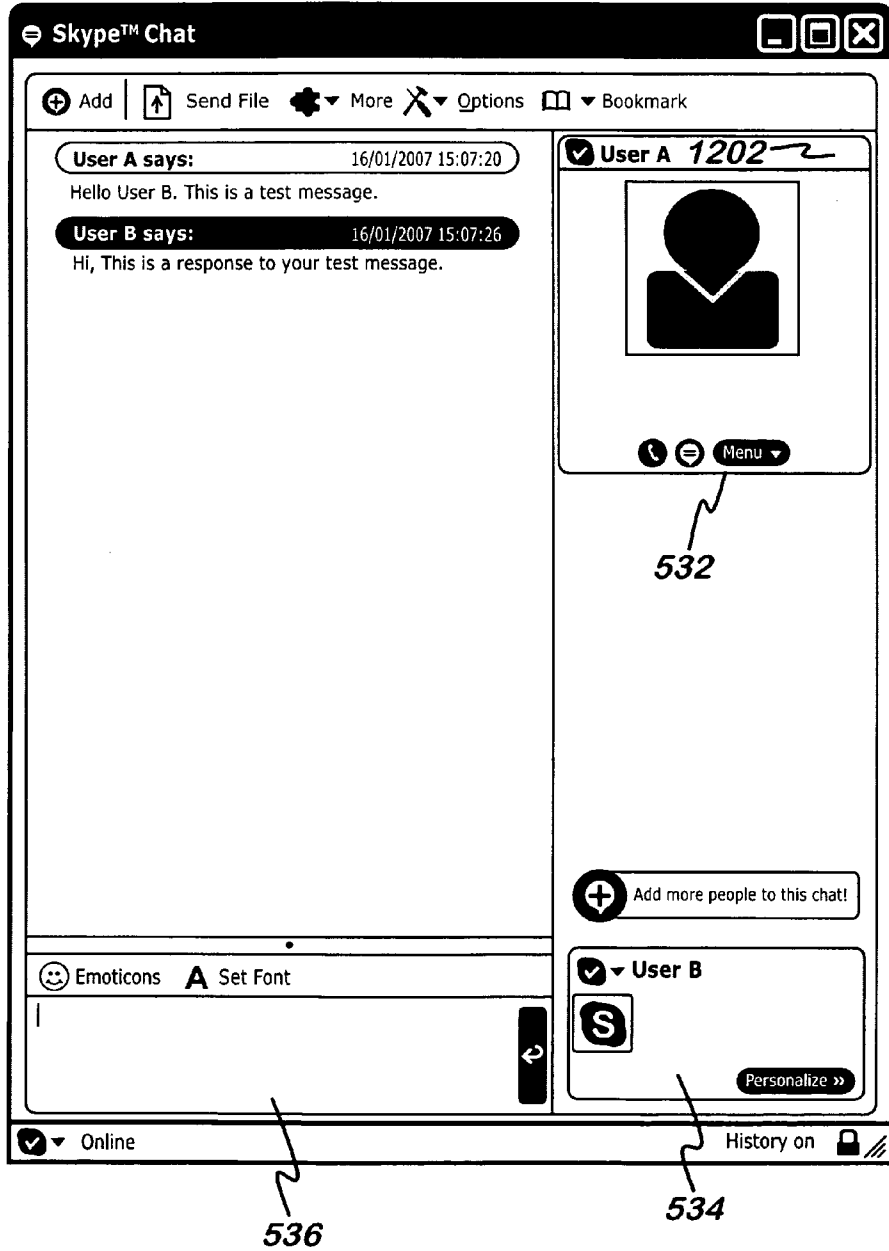 Skype™ Chat
Add Send File More Options Bookmark
User A says: 16/01/2007 15:07:20
Hello User B. This is a test message.
User B says: 16/01/2007 15:07:26
Hi, This is a response to your test message.
User A 1202
Menu
532
Add more people to this chat!
Emoticons A Set Font
User B
S
Personalize »
Online
History on
536
534